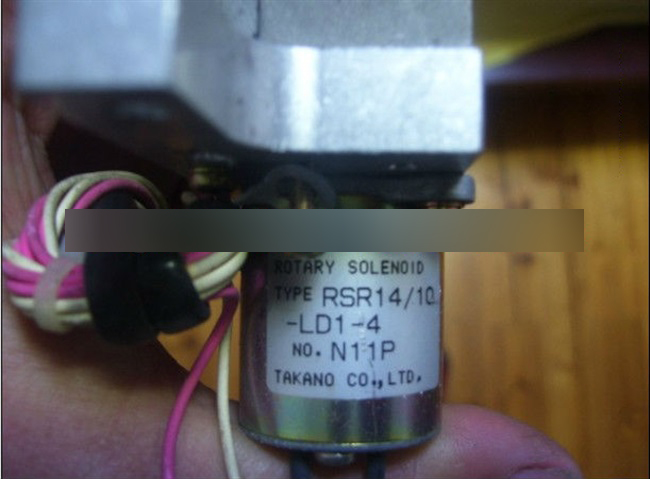 ROTARY SOLENOID
TYPE RSR14/10
-LD1-4
NO. N11P
TAKANO CO.,LTD.